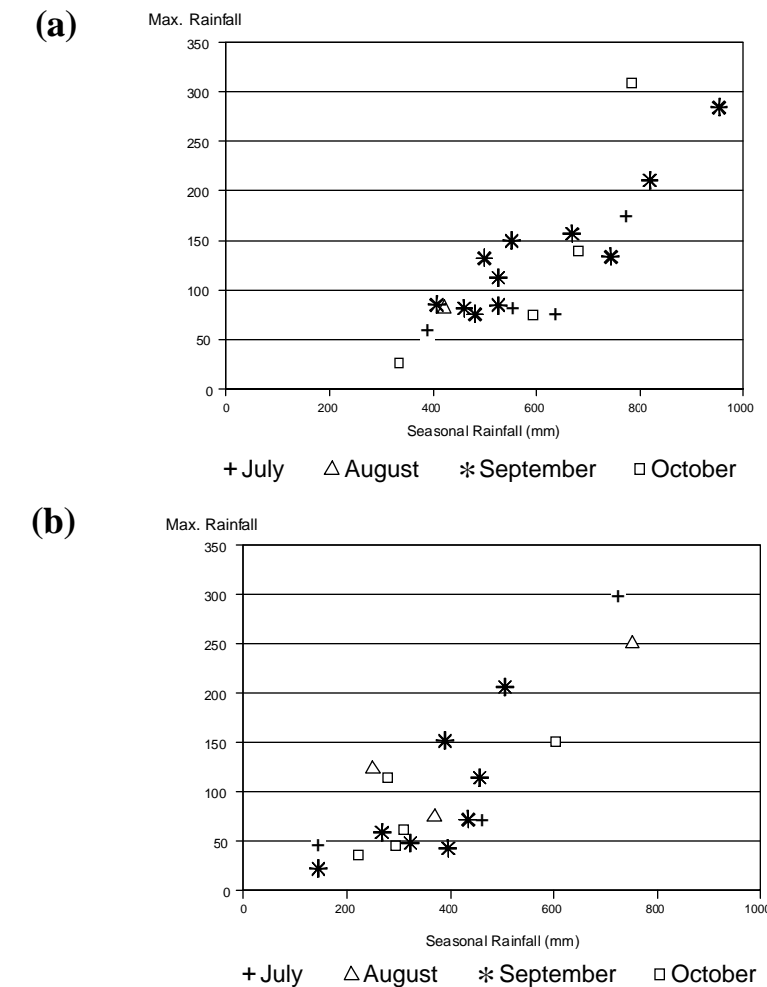 (a)
Max. Rainfall
350
300
250
200
150
100
50
0
0 200 400 600 800 1000
Seasonal Rainfall (mm)
+ July △ August ✳ September □ October
(b)
Max. Rainfall
350
300
250
200
150
100
50
0
0 200 400 600 800 1000
Seasonal Rainfall (mm)
+ July △ August ✳ September □ October